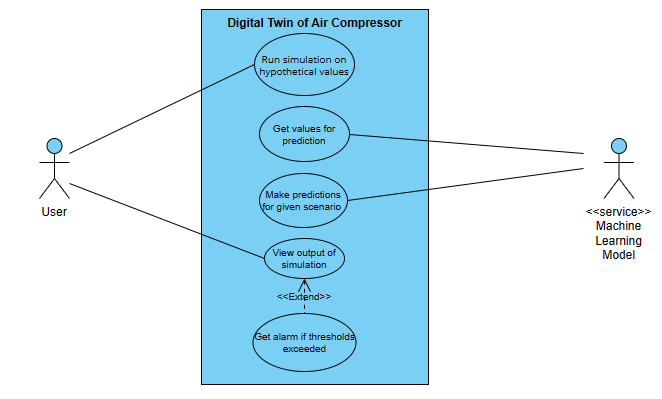 Digital Twin of Air Compressor
Run simulation on
hypothetical values
Get values for
prediction
Make predictions
for given scenario
User
<<service>>
Machine
Learning
Model
View output of
simulation
<<Extend>>
Get alarm if thresholds
exceeded